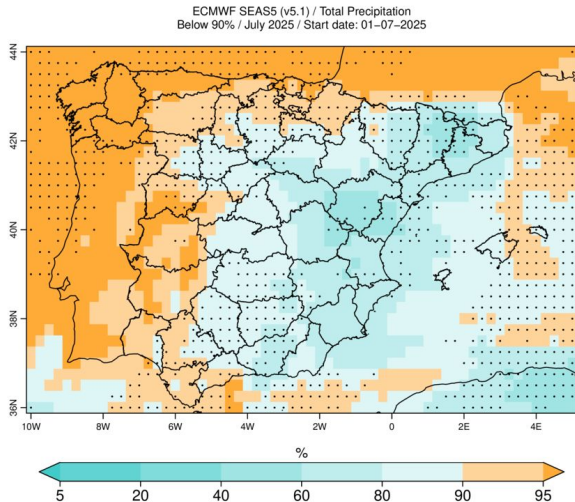 ECMWF SEAS5 (v5.1) / Total Precipitation
Below 90% / July 2025 / Start date: 01−07−2025
44N
42N
40N
38N
36N
10W 8W 6W 4W 2W 0 2E 4E
%
5 20 40 60 80 90 95